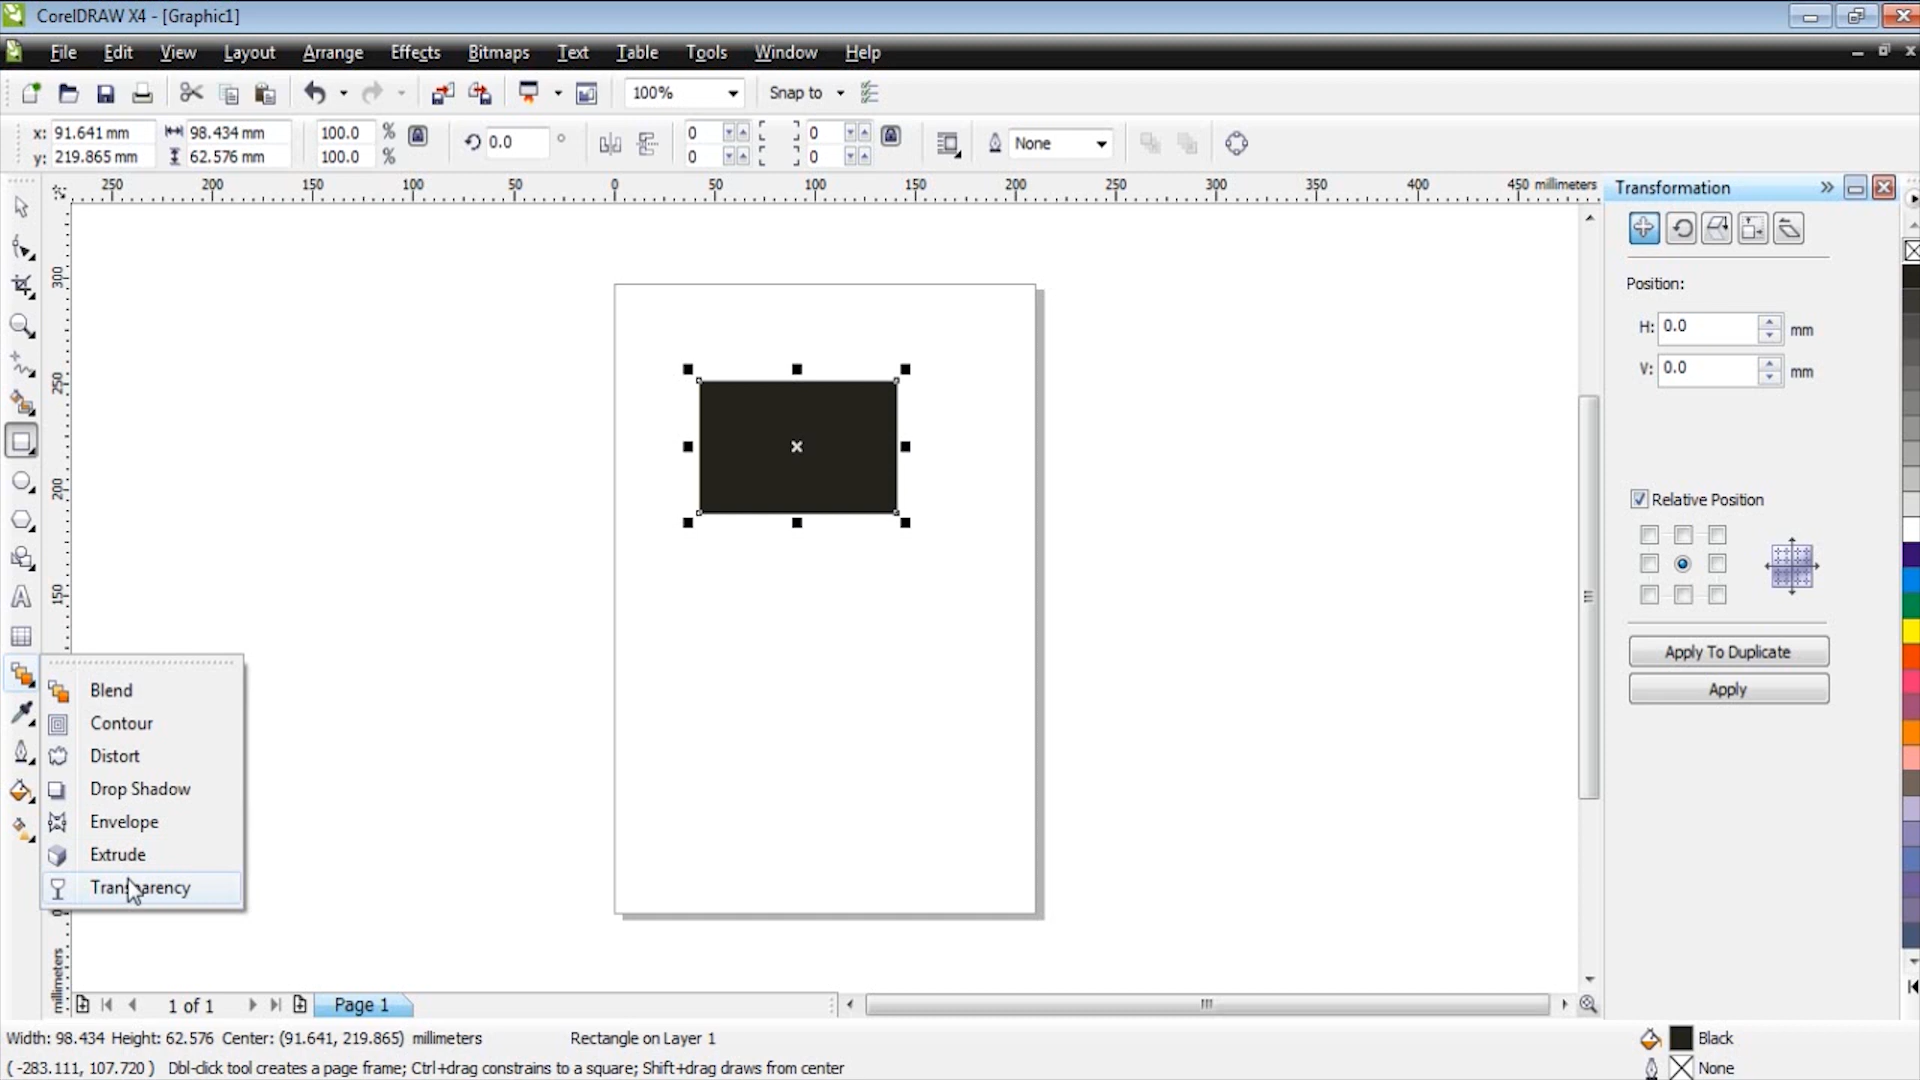 CorelDRAW X4 - [Graphic1]
File Edit View Layout Arrange Effects Bitmaps Text Table Tools Window Help
100% Snap to
x: 91.641 mm 98.434 mm 100.0 % 0.0 ° 0 0 None
y: 219.865 mm 62.576 mm 100.0 % 0 0
250 200 150 100 50 0 50 100 150 200 250 300 350 400 450 millimeters
Transformation
300
Position:
H: 0.0 mm
250
V: 0.0 mm
200
Relative Position
150
Apply To Duplicate
Apply
Blend
Contour
Distort
Drop Shadow
Envelope
Extrude
Transparency
0
millimeters
1 of 1 Page 1
Width: 98.434 Height: 62.576 Center: (91.641, 219.865) millimeters Rectangle on Layer 1 Black
( -283.111, 107.720 ) Dbl-click tool creates a page frame; Ctrl+drag constrains to a square; Shift+drag draws from center None